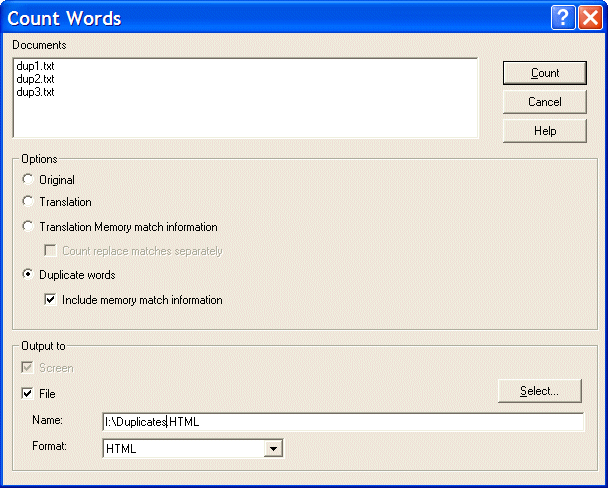 Count Words
Documents
dup1.txt
dup2.txt
dup3.txt
Count
Cancel
Help
Options
Original
Translation
Translation Memory match information
Count replace matches separately
Duplicate words
Include memory match information
Output to
Screen
File
Select...
Name:
I:\Duplicates.HTML
Format:
HTML